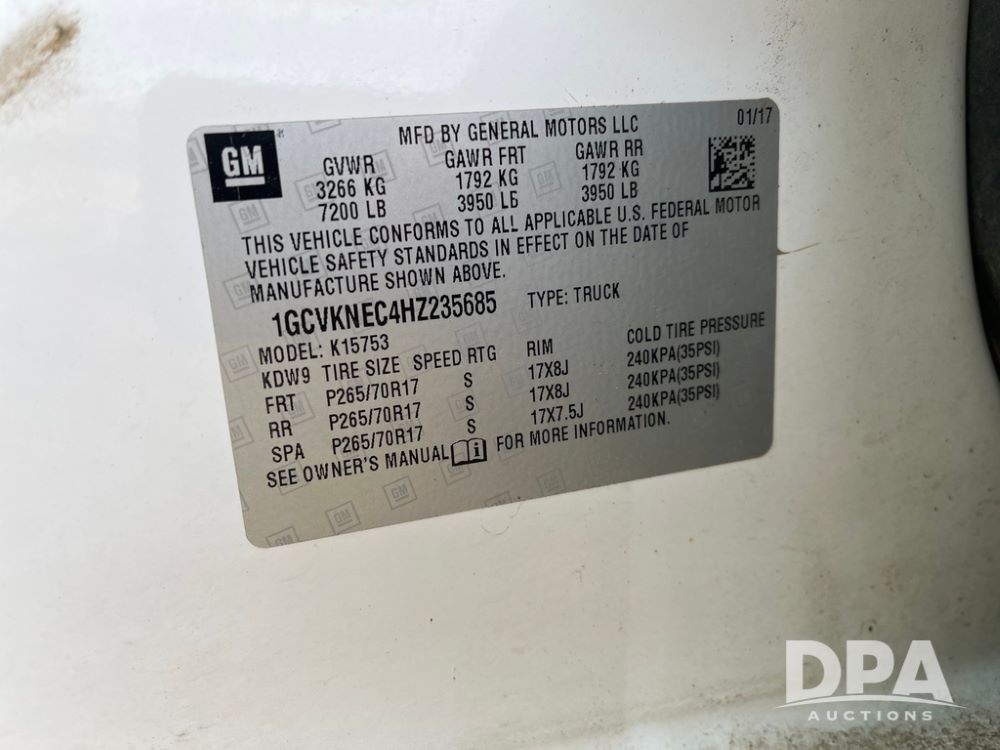 GM
MFD BY GENERAL MOTORS LLC 01/17
GVWR GAWR FRT GAWR RR
3266 KG 1792 KG 1792 KG
7200 LB 3950 LB 3950 LB
THIS VEHICLE CONFORMS TO ALL APPLICABLE U.S. FEDERAL MOTOR
VEHICLE SAFETY STANDARDS IN EFFECT ON THE DATE OF
MANUFACTURE SHOWN ABOVE.
1GCVKNEC4HZ235685 TYPE: TRUCK
MODEL: K15753
KDW9 TIRE SIZE SPEED RTG RIM COLD TIRE PRESSURE
FRT P265/70R17 S 17X8J 240KPA(35PSI)
RR P265/70R17 S 17X8J 240KPA(35PSI)
SPA P265/70R17 S 17X7.5J 240KPA(35PSI)
SEE OWNER'S MANUAL i FOR MORE INFORMATION.
DPA
AUCTIONS